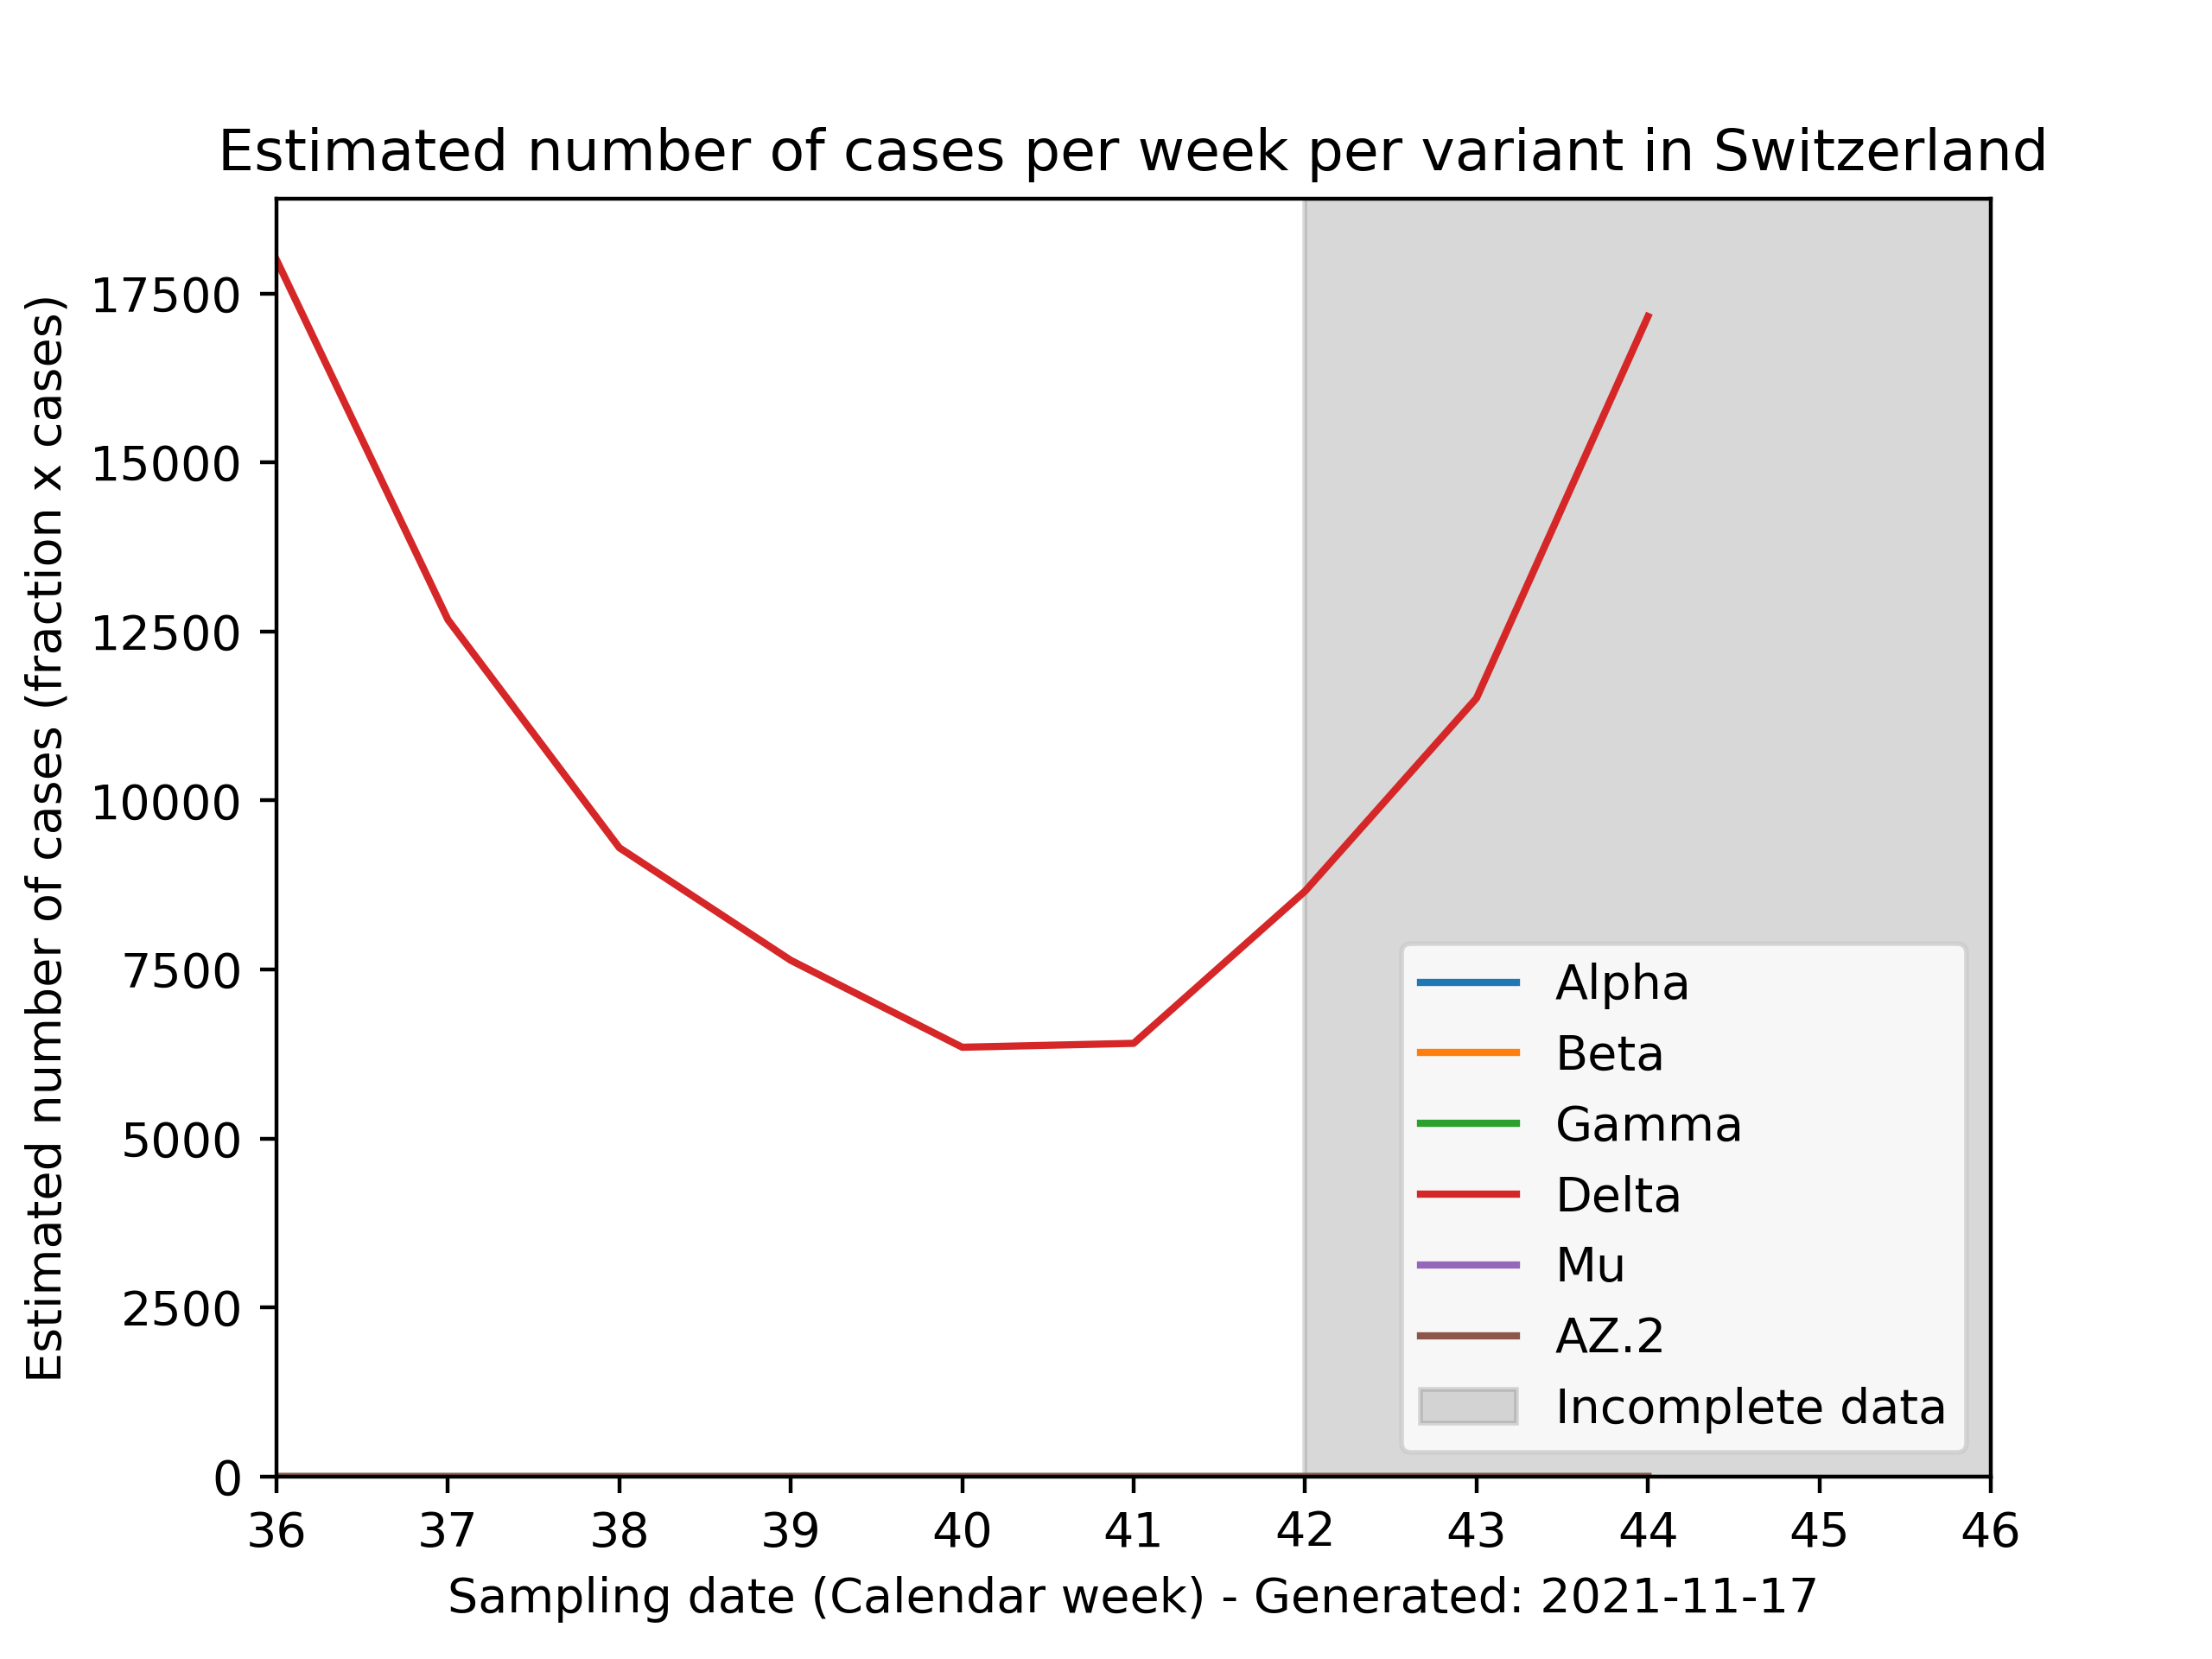 Estimated number of cases per week per variant in Switzerland
Estimated number of cases (fraction x cases)
17500
15000
12500
10000
7500
5000
2500
0
Alpha
Beta
Gamma
Delta
Mu
AZ.2
Incomplete data
36 37 38 39 40 41 42 43 44 45 46
Sampling date (Calendar week) - Generated: 2021-11-17